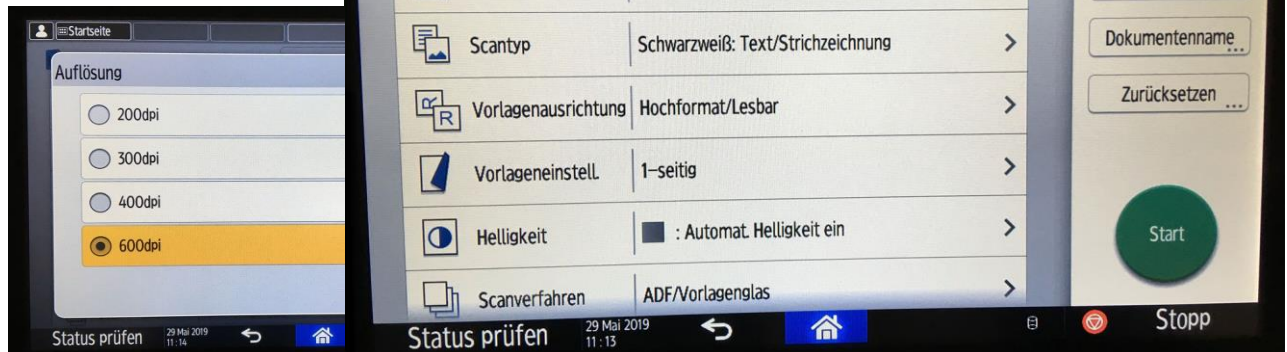 Startseite
Auflösung
200dpi
300dpi
400dpi
600dpi
Status prüfen
29 Mai 2019
11:14
Scantyp
Schwarzweiß: Text/Strichzeichnung
Vorlagenausrichtung
Hochformat/Lesbar
Vorlageneinstell.
1-seitig
Helligkeit
: Automat. Helligkeit ein
Scanverfahren
ADF/Vorlagenglas
Status prüfen
29 Mai 2019
11:13
Dokumentenname...
Zurücksetzen...
Start
Stopp